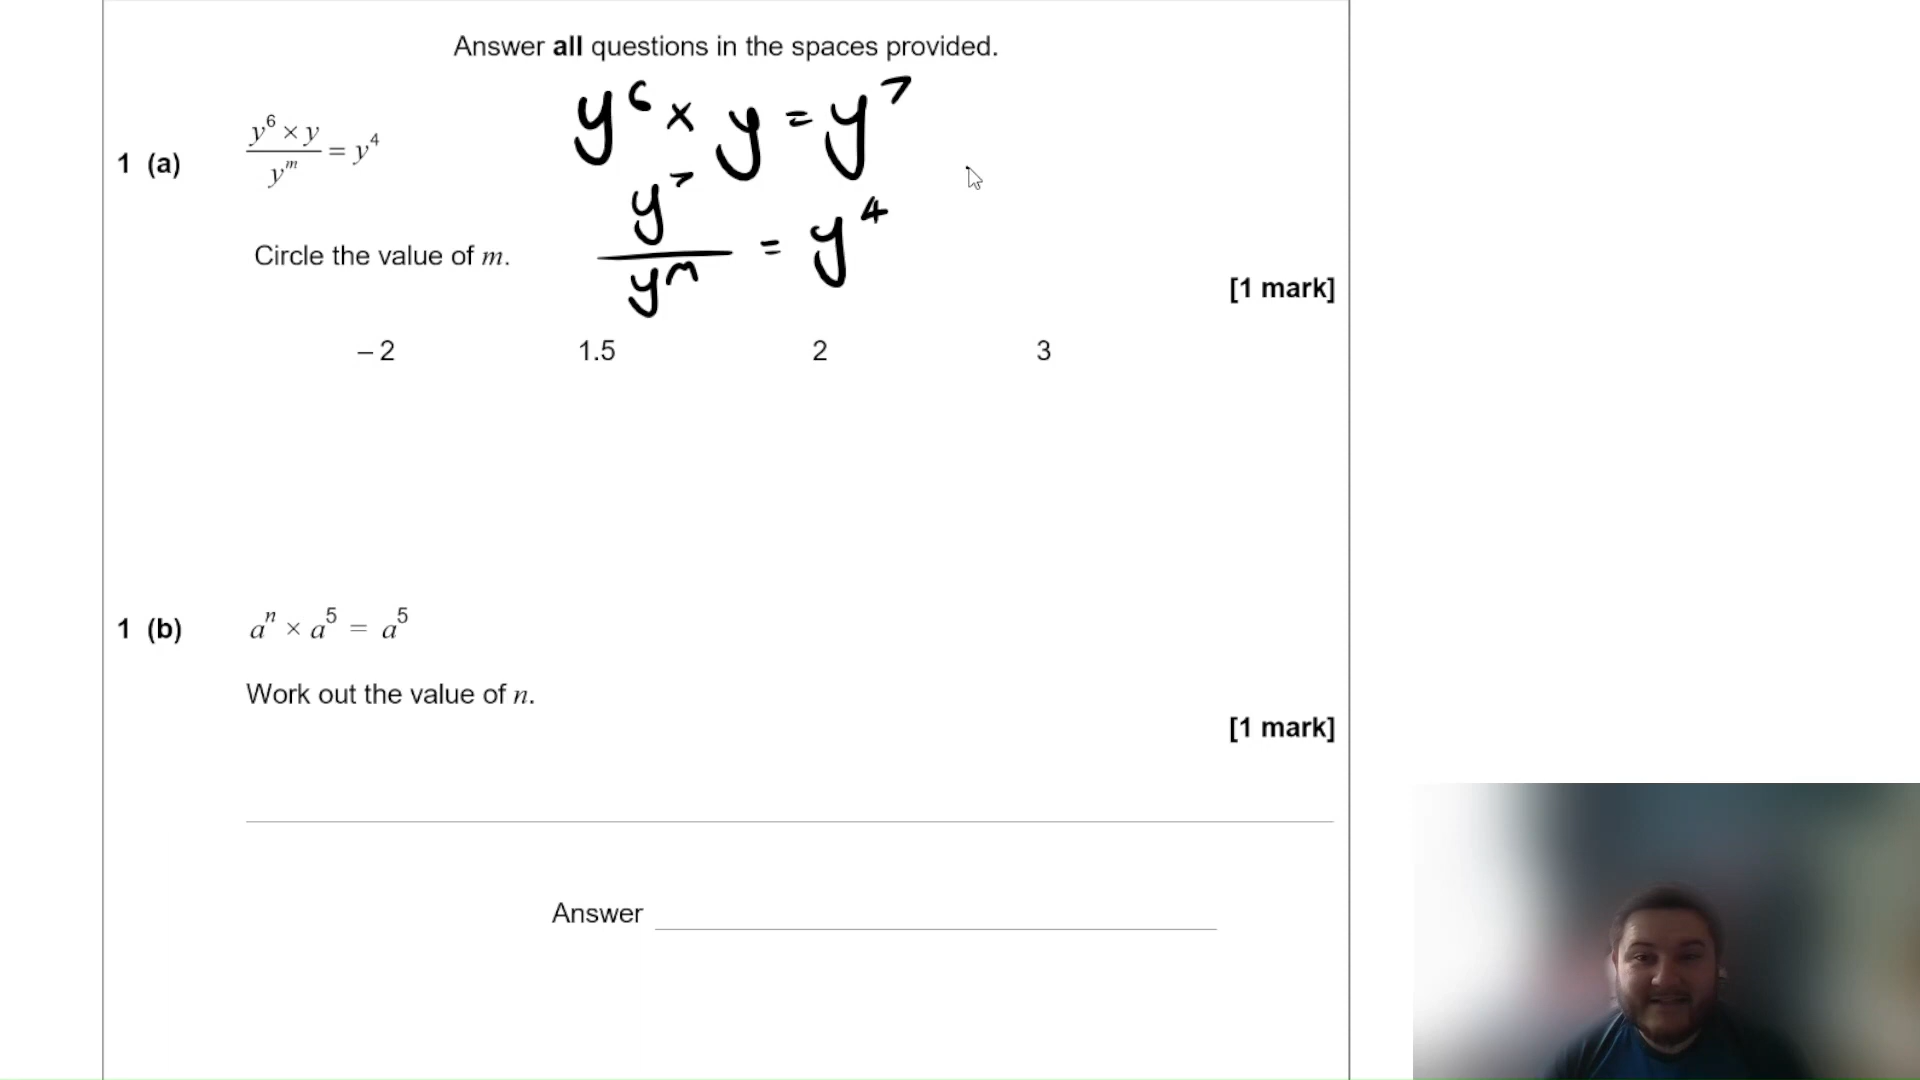 Answer all questions in the spaces provided.
y⁶ × y = y⁷
1 (a) y⁶ × y / yᵐ = y⁴
y⁷ / yᵐ = y⁴
Circle the value of m.
[1 mark]
– 2 1.5 2 3
1 (b) aⁿ × a⁵ = a⁵
Work out the value of n.
[1 mark]
Answer